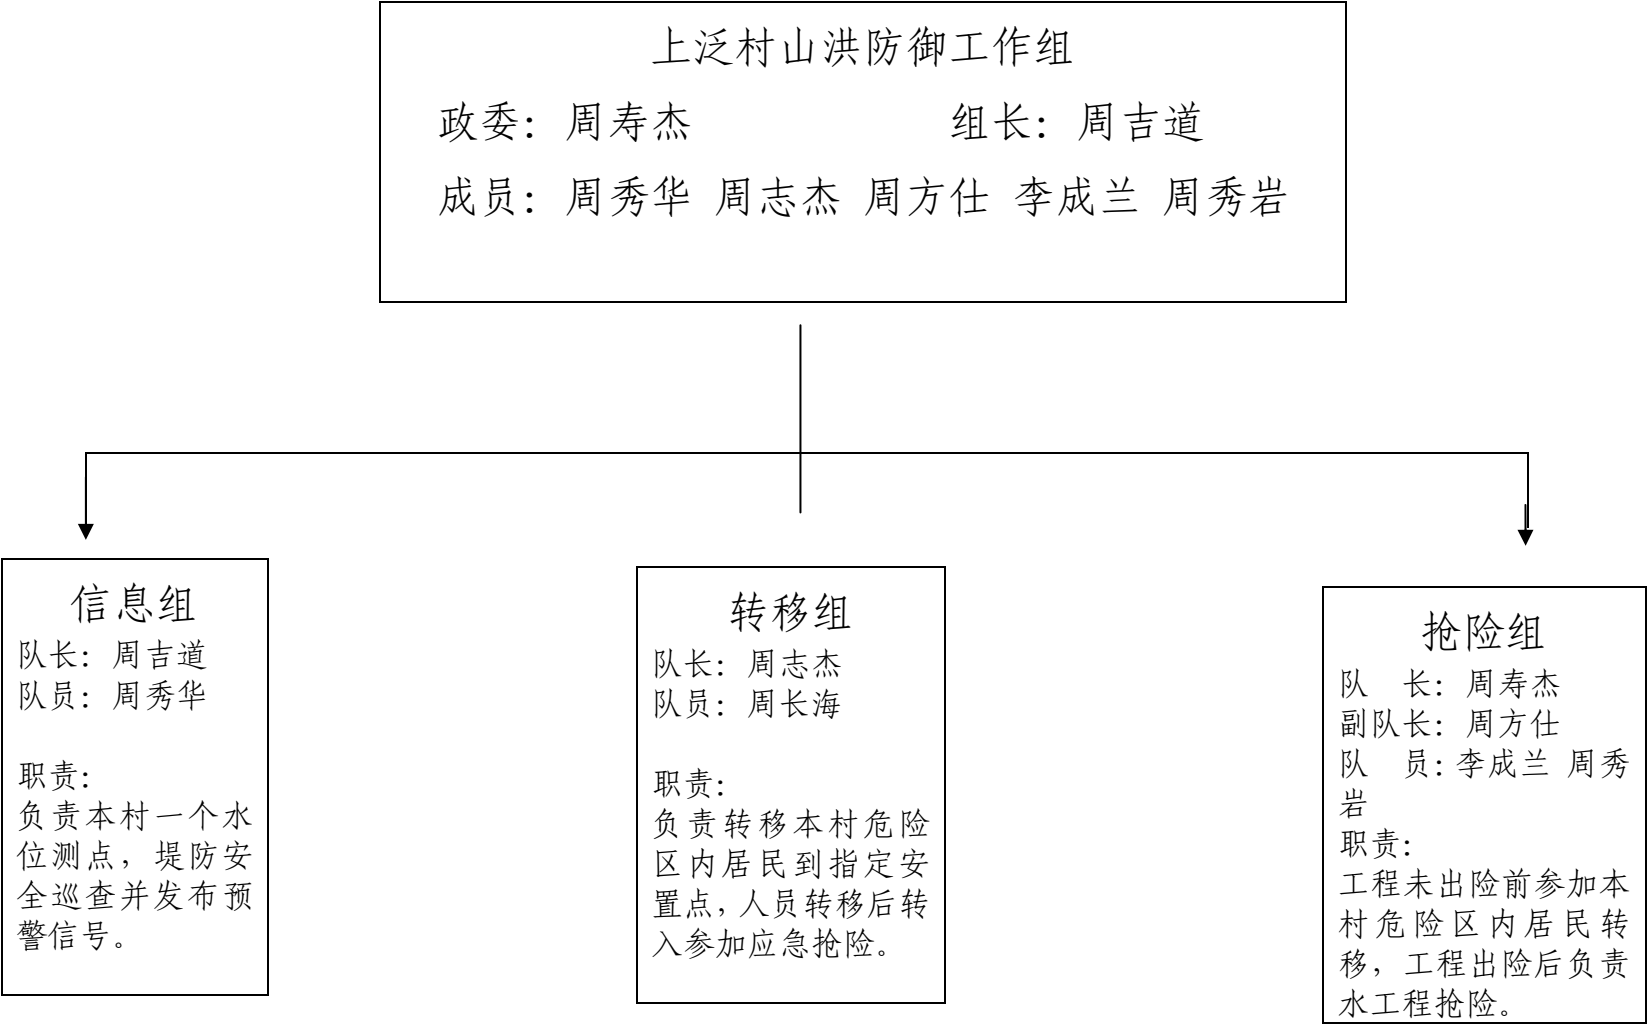 上泛村山洪防御工作组
政委：周寿杰 组长：周吉道
成员：周秀华 周志杰 周方仕 李成兰 周秀岩
信息组
队长：周吉道
队员：周秀华
职责：
负责本村一个水
位测点，堤防安
全巡查并发布预
警信号。
转移组
队长：周志杰
队员：周长海
职责：
负责转移本村危险
区内居民到指定安
置点，人员转移后转
入参加应急抢险。
抢险组
队 长：周寿杰
副队长：周方仕
队 员：李成兰 周秀
岩
职责：
工程未出险前参加本
村危险区内居民转
移，工程出险后负责
水工程抢险。